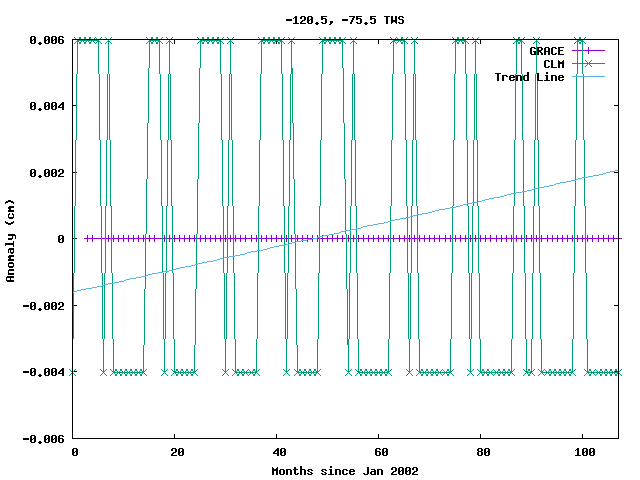 -120.5, -75.5 TWS
0.006
0.004
0.002
0
-0.002
-0.004
-0.006
Anomaly (cm)
GRACE
CLM
Trend Line
0 20 40 60 80 100
Months since Jan 2002